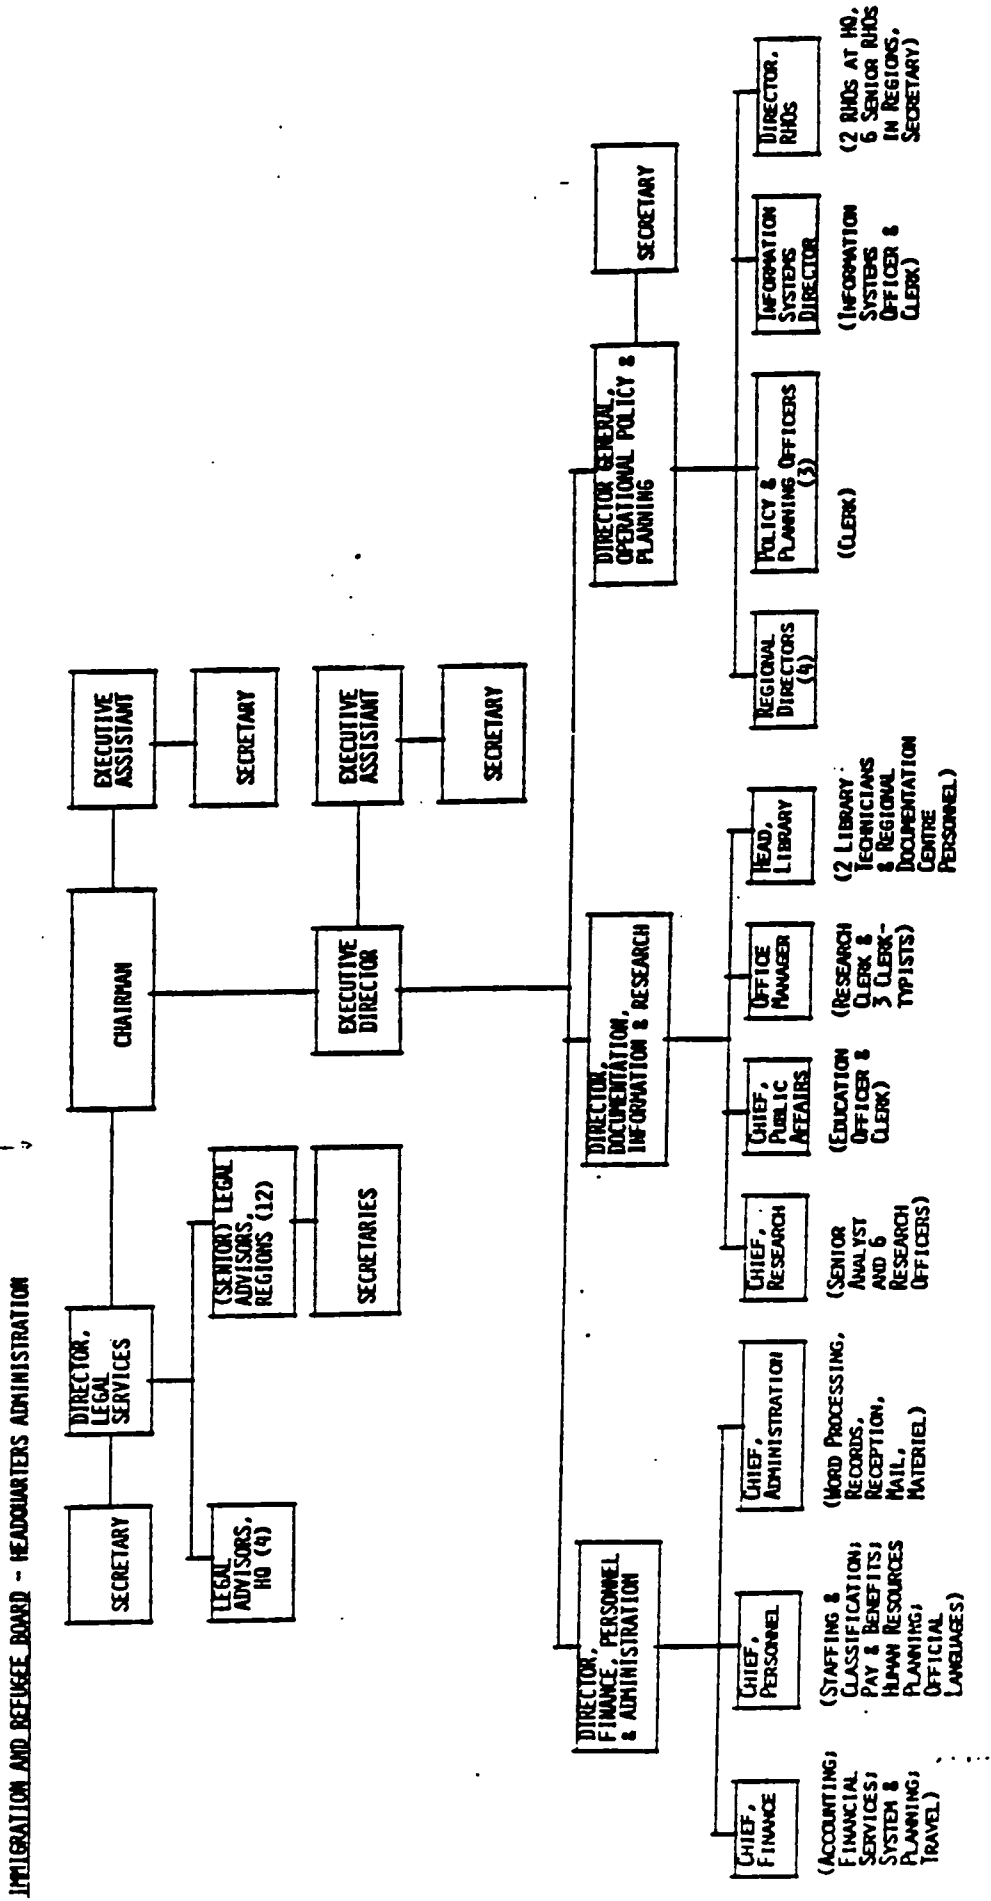 IMMIGRATION AND REFUGEE BOARD - HEADQUARTERS ADMINISTRATION
SECRETARY
DIRECTOR,
LEGAL
SERVICES
CHAIRMAN
EXECUTIVE
ASSISTANT
SECRETARY
LEGAL
ADVISORS,
HQ (4)
(SENIOR) LEGAL
ADVISORS,
REGIONS (12)
SECRETARIES
EXECUTIVE
DIRECTOR
EXECUTIVE
ASSISTANT
SECRETARY
DIRECTOR,
FINANCE, PERSONNEL
& ADMINISTRATION
DIRECTOR,
DOCUMENTATION,
INFORMATION & RESEARCH
DIRECTOR GENERAL,
OPERATIONAL POLICY &
PLANNING
SECRETARY
CHIEF,
FINANCE
(ACCOUNTING;
FINANCIAL
SERVICES;
SYSTEM &
PLANNING;
TRAVEL)
CHIEF,
PERSONNEL
(STAFFING &
CLASSIFICATION;
PAY & BENEFITS;
HUMAN RESOURCES
PLANNING;
OFFICIAL
LANGUAGES)
CHIEF,
ADMINISTRATION
(WORD PROCESSING,
RECORDS,
RECEPTION,
MAIL,
MATERIEL)
CHIEF,
RESEARCH
(SENIOR
ANALYST
AND 6
RESEARCH
OFFICERS)
CHIEF,
PUBLIC
AFFAIRS
(EDUCATION
OFFICER &
CLERK)
OFFICE
MANAGER
(RESEARCH
CLERK &
3 CLERK-
TYPISTS)
HEAD,
LIBRARY
(2 LIBRARY
TECHNICIANS
& REGIONAL
DOCUMENTATION
CENTRE
PERSONNEL)
REGIONAL
DIRECTORS
(4)
POLICY &
PLANNING OFFICERS
(3)
(CLERK)
INFORMATION
SYSTEMS
DIRECTOR
(INFORMATION
SYSTEMS
OFFICER &
CLERK)
DIRECTOR,
RHOS
(2 RHOS AT HQ,
6 SENIOR RHOS
IN REGIONS,
SECRETARY)